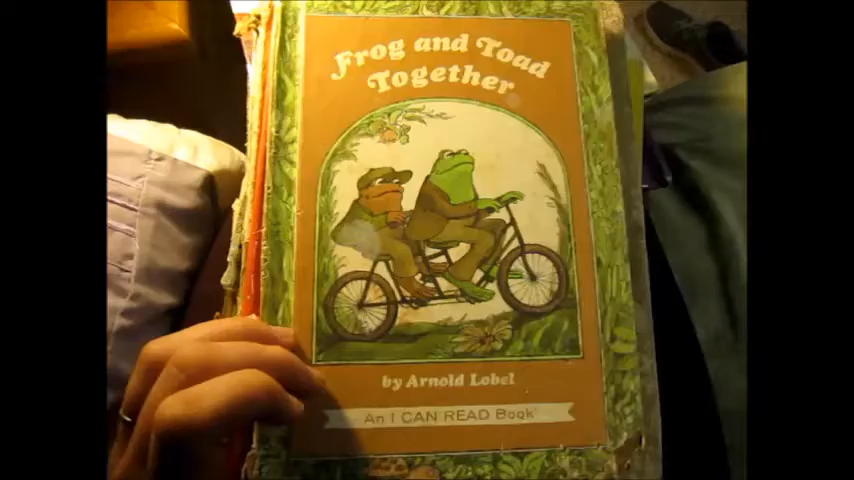 Frog and Toad
Together
by Arnold Lobel
An I CAN READ Book